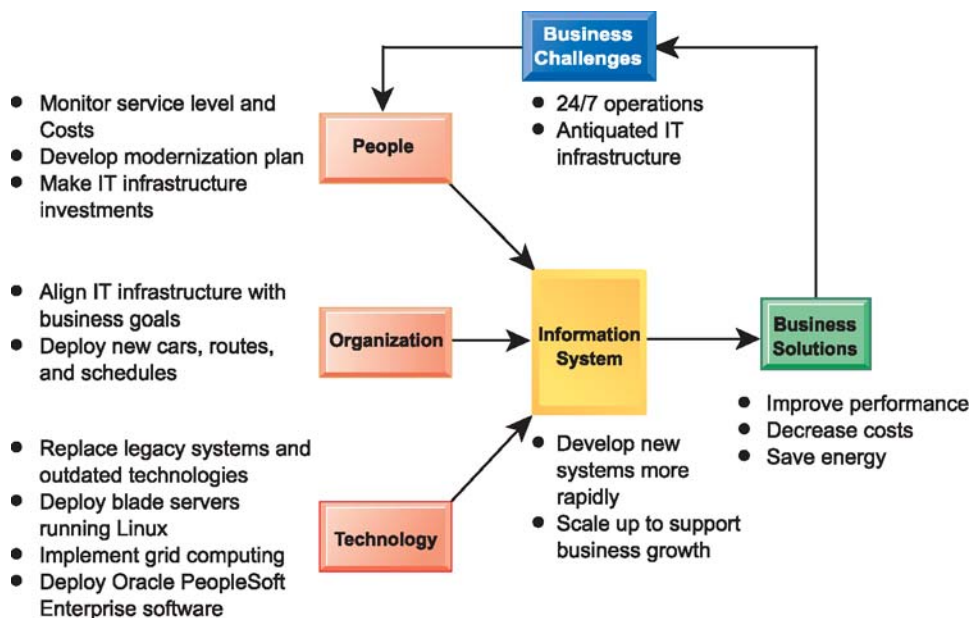 Business
Challenges
• 24/7 operations
• Antiquated IT
infrastructure
• Monitor service level and
Costs
• Develop modernization plan
• Make IT infrastructure
investments
People
• Align IT infrastructure with
business goals
• Deploy new cars, routes,
and schedules
Organization
• Replace legacy systems and
outdated technologies
• Deploy blade servers
running Linux
• Implement grid computing
• Deploy Oracle PeopleSoft
Enterprise software
Technology
Information
System
• Develop new
systems more
rapidly
• Scale up to support
business growth
Business
Solutions
• Improve performance
• Decrease costs
• Save energy